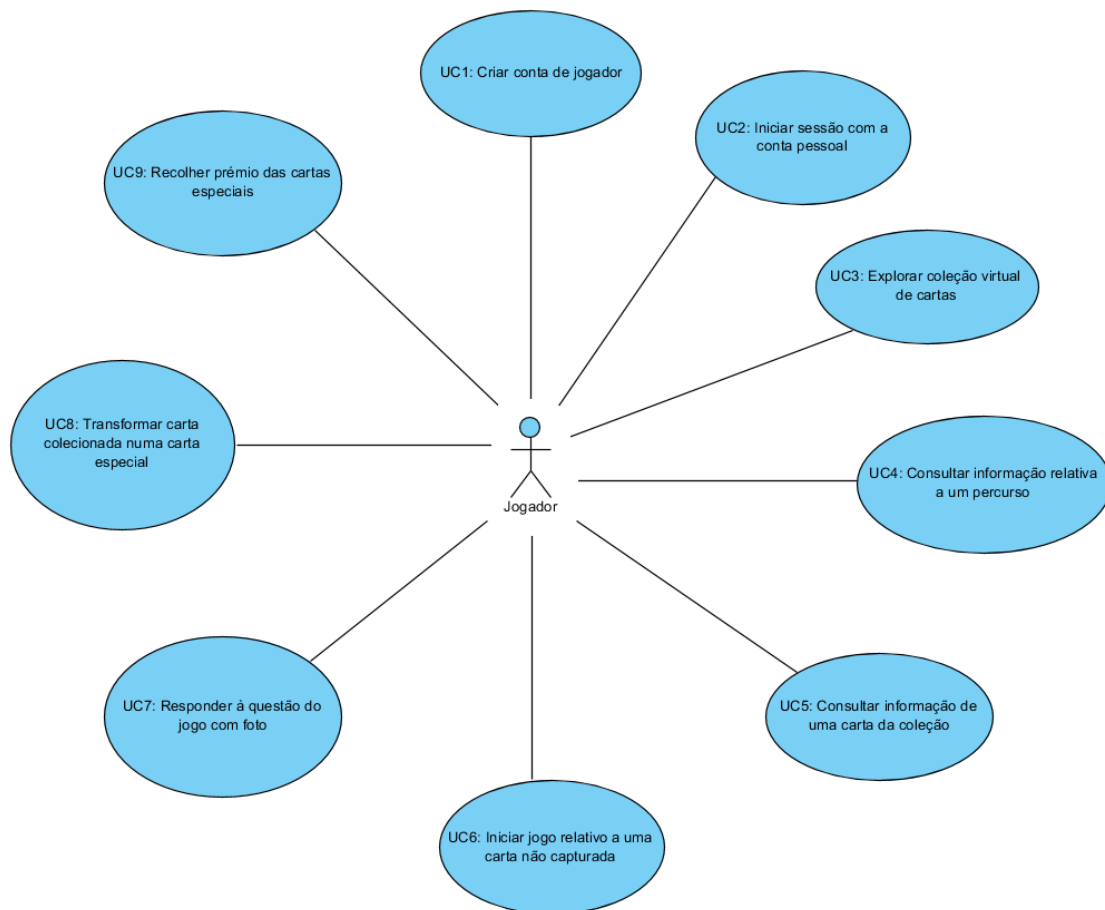 UC1: Criar conta de jogador
UC2: Iniciar sessão com a
conta pessoal
UC9: Recolher prémio das cartas
especiais
UC3: Explorar coleção virtual
de cartas
UC8: Transformar carta
colecionada numa carta
especial
UC4: Consultar informação relativa
a um percurso
Jogador
UC7: Responder à questão do
jogo com foto
UC5: Consultar informação de
uma carta da coleção
UC6: Iniciar jogo relativo a uma
carta não capturada